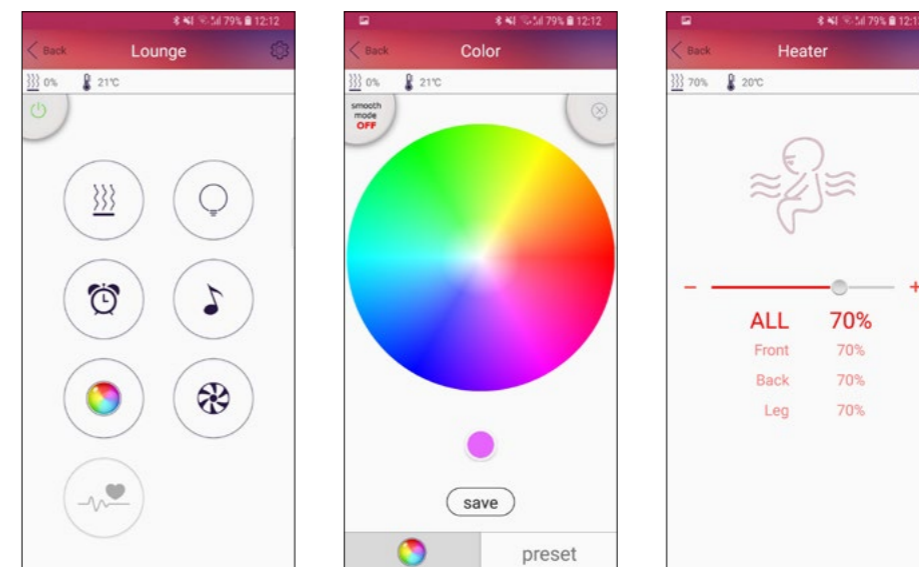 79% 12:12
Back Lounge
0% 21℃
79% 12:12
Back Color
0% 21℃
smooth
mode
OFF
save
preset
79% 12:12
Back Heater
70% 20℃
− +
ALL 70%
Front 70%
Back 70%
Leg 70%